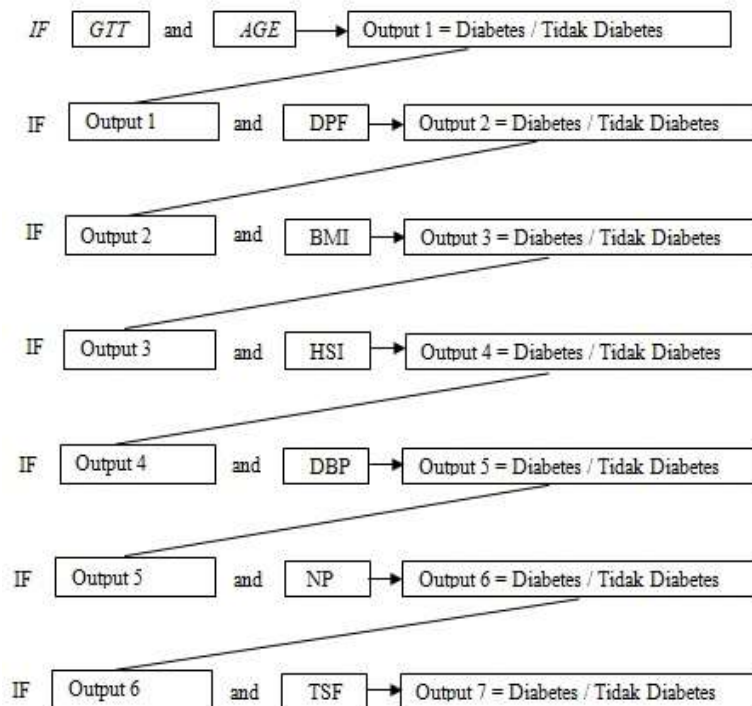 IF GTT and AGE Output 1 = Diabetes / Tidak Diabetes
IF Output 1 and DPF Output 2 = Diabetes / Tidak Diabetes
IF Output 2 and BMI Output 3 = Diabetes / Tidak Diabetes
IF Output 3 and HSI Output 4 = Diabetes / Tidak Diabetes
IF Output 4 and DBP Output 5 = Diabetes / Tidak Diabetes
IF Output 5 and NP Output 6 = Diabetes / Tidak Diabetes
IF Output 6 and TSF Output 7 = Diabetes / Tidak Diabetes